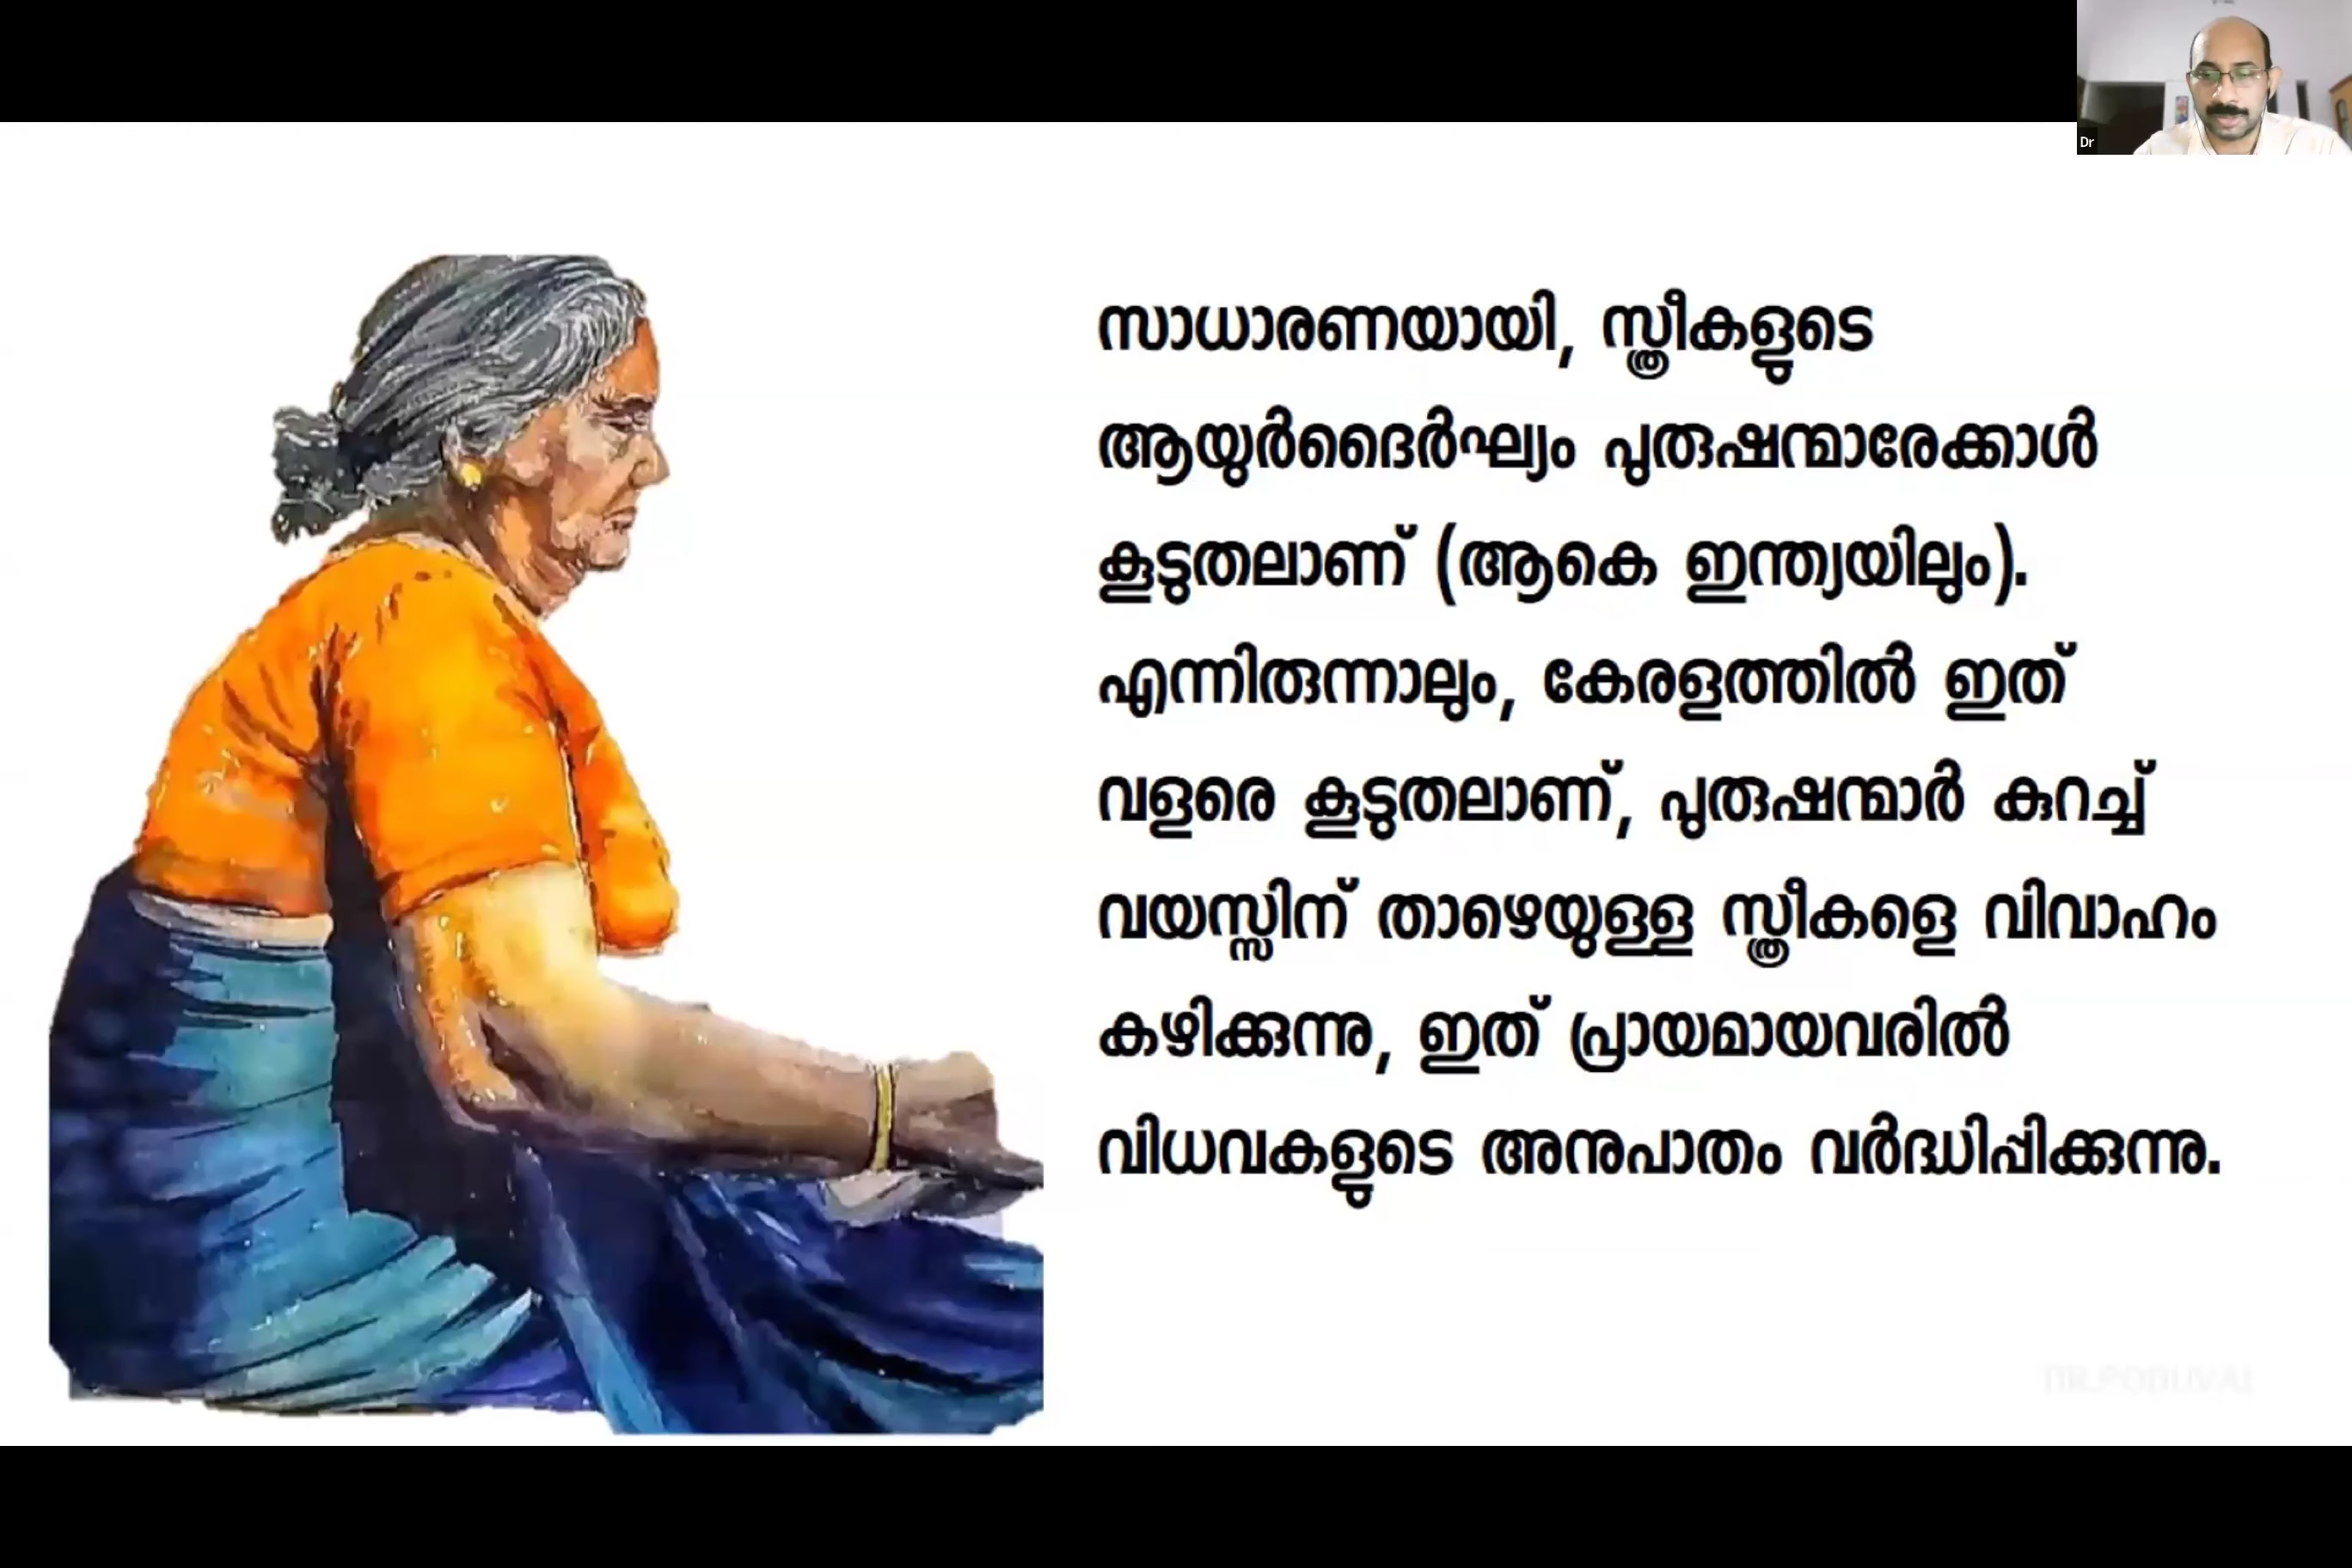 Dr
സാധാരണയായി, സ്ത്രീകളുടെ
ആയുർദൈർഘ്യം പുരുഷന്മാരേക്കാൾ
കൂടുതലാണ് (ആകെ ഇന്ത്യയിലും).
എന്നിരുന്നാലും, കേരളത്തിൽ ഇത്
വളരെ കൂടുതലാണ്, പുരുഷന്മാർ കുറച്ച്
വയസ്സിന് താഴെയുള്ള സ്ത്രീകളെ വിവാഹം
കഴിക്കുന്നു, ഇത് പ്രായമായവരിൽ
വിധവകളുടെ അനുപാതം വർദ്ധിപ്പിക്കുന്നു.